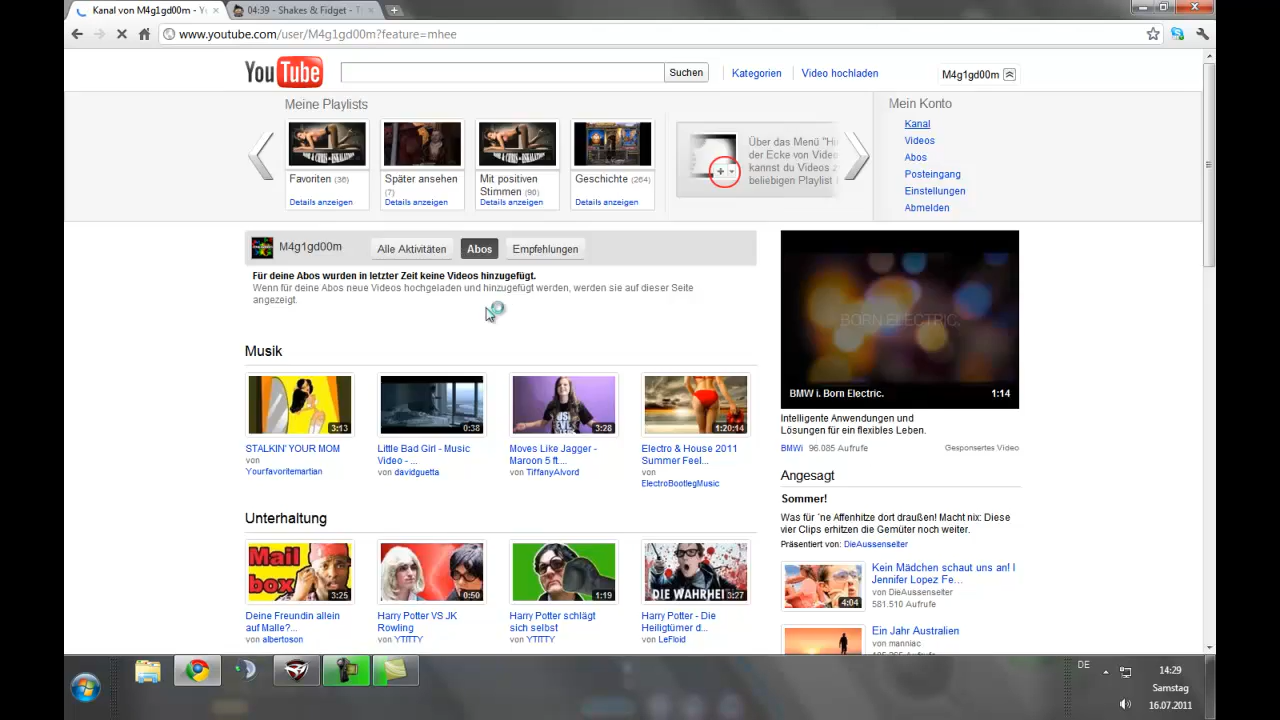 Kanal von M4g1gd00m - Yo
04:39 - Shakes & Fidget - T
www.youtube.com/user/M4g1gd00m?feature=mhee
YouTube
Suchen
Kategorien
Video hochladen
M4g1gd00m
Meine Playlists
Favoriten (36)
Details anzeigen
Später ansehen
(7)
Details anzeigen
Mit positiven
Stimmen (90)
Details anzeigen
Geschichte (264)
Details anzeigen
Über das Menü "Hi
der Ecke von Video
kannst du Videos z
beliebigen Playlist
Mein Konto
Kanal
Videos
Abos
Posteingang
Einstellungen
Abmelden
M4g1gd00m
Alle Aktivitäten
Abos
Empfehlungen
Für deine Abos wurden in letzter Zeit keine Videos hinzugefügt.
Wenn für deine Abos neue Videos hochgeladen und hinzugefügt werden, werden sie auf dieser Seite
angezeigt.
BORN ELECTRIC.
BMW i. Born Electric.
1:14
Intelligente Anwendungen und
Lösungen für ein flexibles Leben.
BMWi 96.085 Aufrufe
Gesponsertes Video
Musik
3:13
STALKIN' YOUR MOM
von
Yourfavoritemartian
0:38
Little Bad Girl - Music
Video - ...
von davidguetta
3:28
Moves Like Jagger -
Maroon 5 ft....
von TiffanyAlvord
1:20:14
Electro & House 2011
Summer Feel...
von
ElectroBootlegMusic
Angesagt
Sommer!
Was für `ne Affenhitze dort draußen! Macht nix: Diese
vier Clips erhitzen die Gemüter noch weiter.
Präsentiert von: DieAussenseiter
4:04
Kein Mädchen schaut uns an! I
Jennifer Lopez Fe...
von DieAussenseiter
581.510 Aufrufe
Ein Jahr Australien
von manniac
Unterhaltung
Mail
box
3:25
Deine Freundin allein
auf Malle?...
von albertoson
0:50
Harry Potter VS JK
Rowling
von YTITTY
1:19
Harry Potter schlägt
sich selbst
von YTITTY
DIE WAHRHEI
3:27
Harry Potter - Die
Heiligtümer d...
von LeFloid
DE
14:29
Samstag
16.07.2011